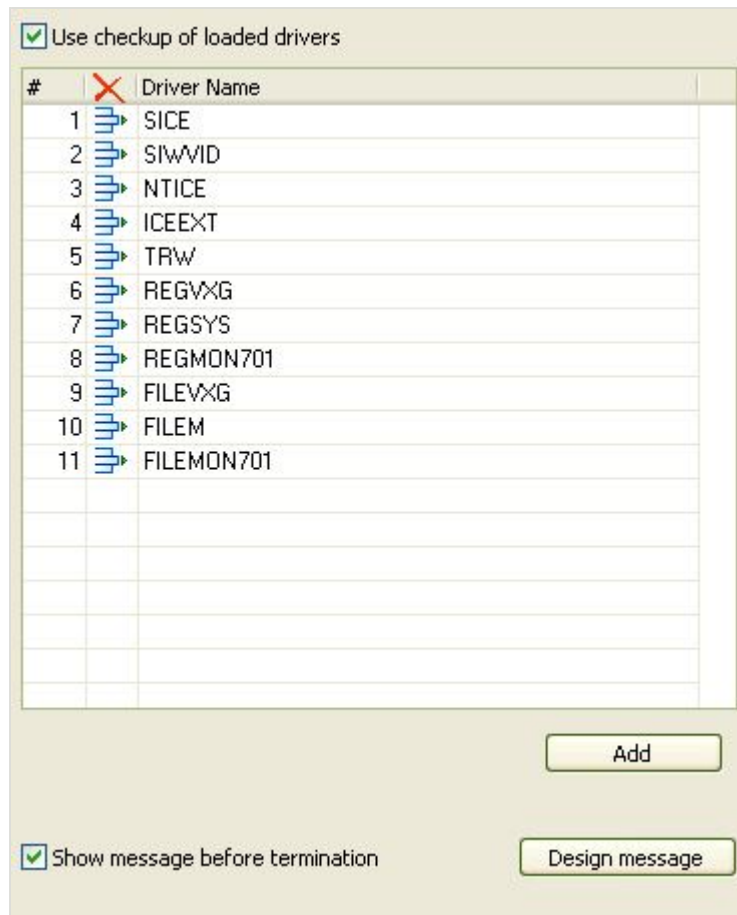 Use checkup of loaded drivers
# Driver Name
1 SICE
2 SIWVID
3 NTICE
4 ICEEXT
5 TRW
6 REGVXG
7 REGSYS
8 REGMON701
9 FILEVXG
10 FILEM
11 FILEMON701
Add
Show message before termination
Design message